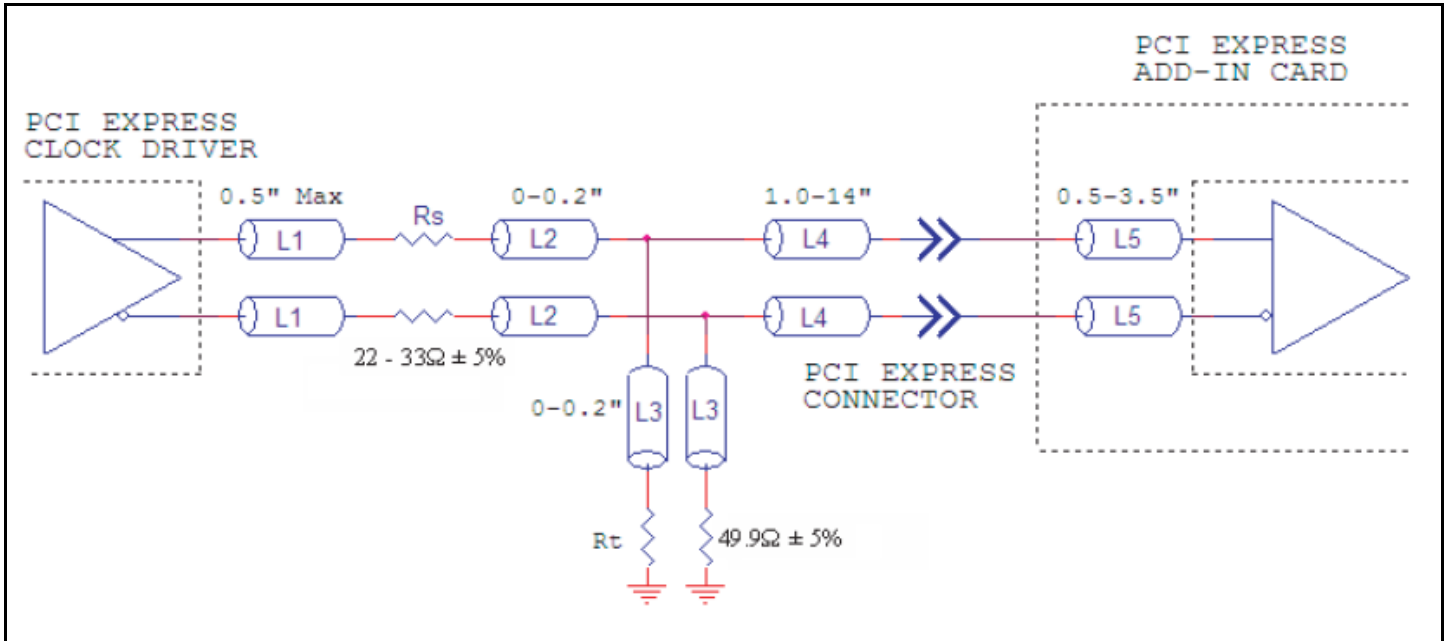 PCI EXPRESS
ADD-IN CARD
PCI EXPRESS
CLOCK DRIVER
0.5" Max
Rs
0-0.2"
1.0-14"
0.5-3.5"
L1
L2
L4
L5
L1
L2
L4
L5
22 - 33Ω ± 5%
PCI EXPRESS
CONNECTOR
0-0.2"
L3
L3
Rt
49.9Ω ± 5%